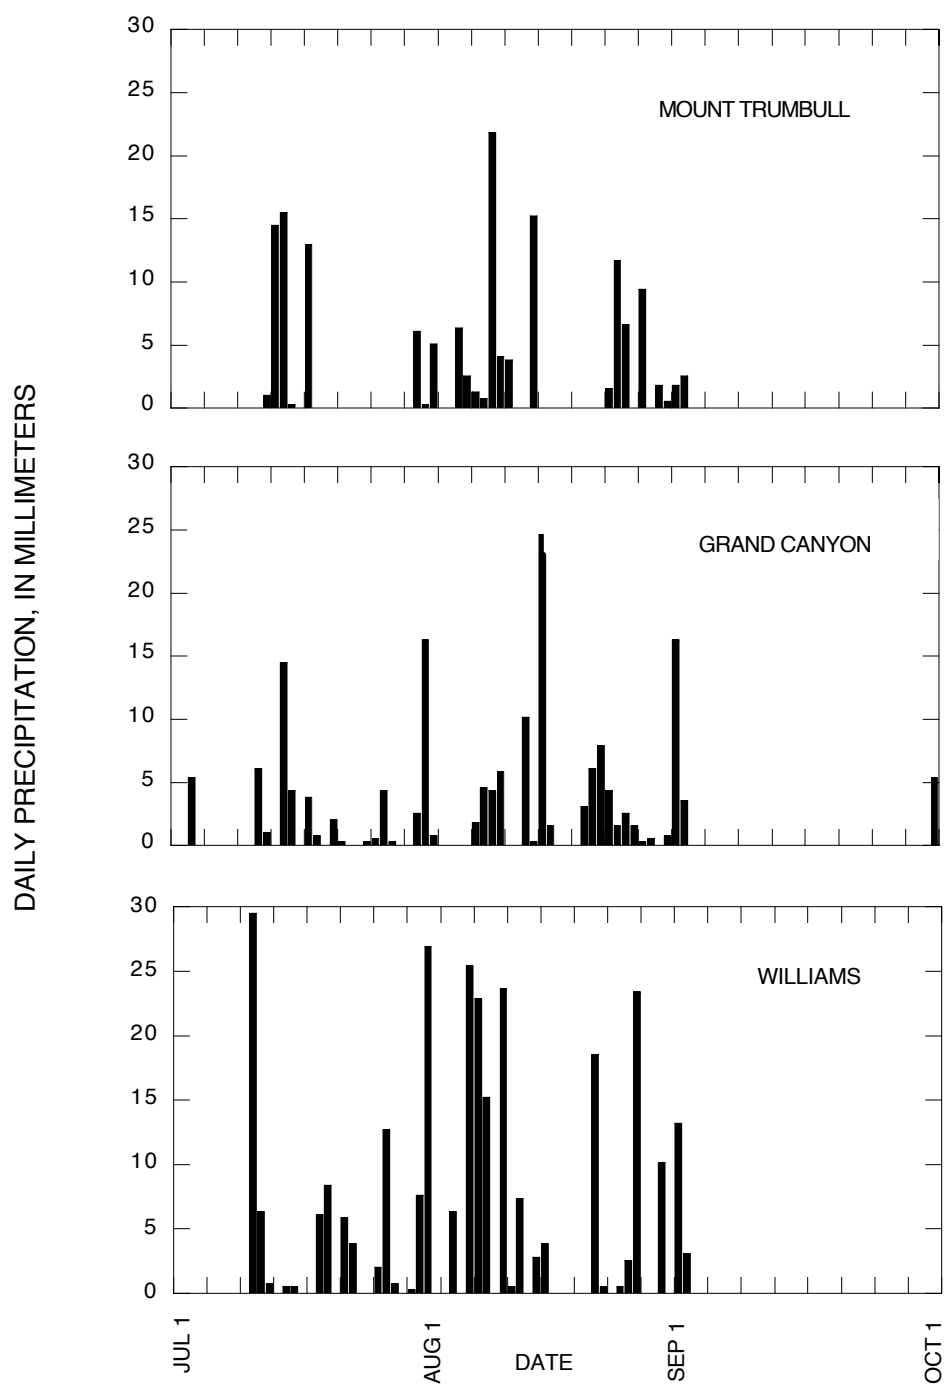 DAILY PRECIPITATION, IN MILLIMETERS
30
25
20
15
10
5
0
MOUNT TRUMBULL
30
25
20
15
10
5
0
GRAND CANYON
30
25
20
15
10
5
0
WILLIAMS
JUL 1
AUG 1
SEP 1
OCT 1
DATE